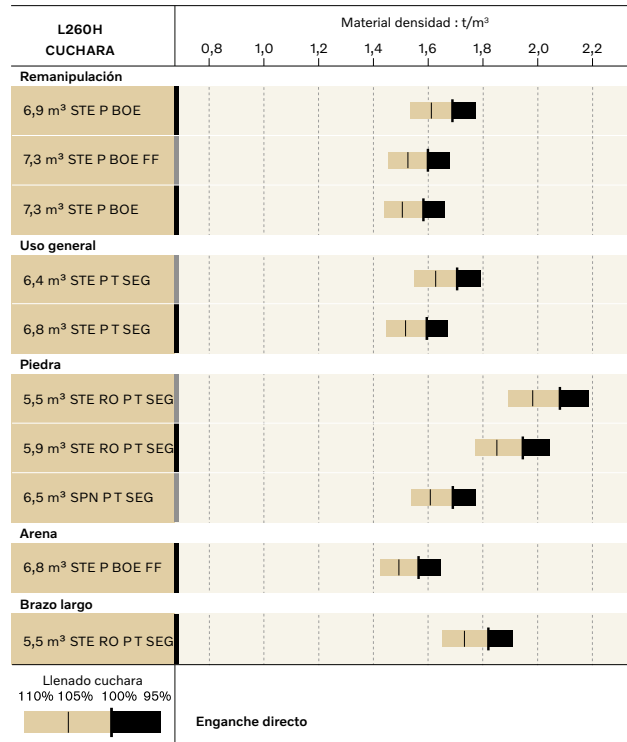 L260H
CUCHARA
Material densidad : t/m³
0,8 1,0 1,2 1,4 1,6 1,8 2,0 2,2
Remanipulación
6,9 m³ STE P BOE
7,3 m³ STE P BOE FF
7,3 m³ STE P BOE
Uso general
6,4 m³ STE P T SEG
6,8 m³ STE P T SEG
Piedra
5,5 m³ STE RO P T SEG
5,9 m³ STE RO P T SEG
6,5 m³ SPN P T SEG
Arena
6,8 m³ STE P BOE FF
Brazo largo
5,5 m³ STE RO P T SEG
Llenado cuchara
110% 105% 100% 95%
Enganche directo